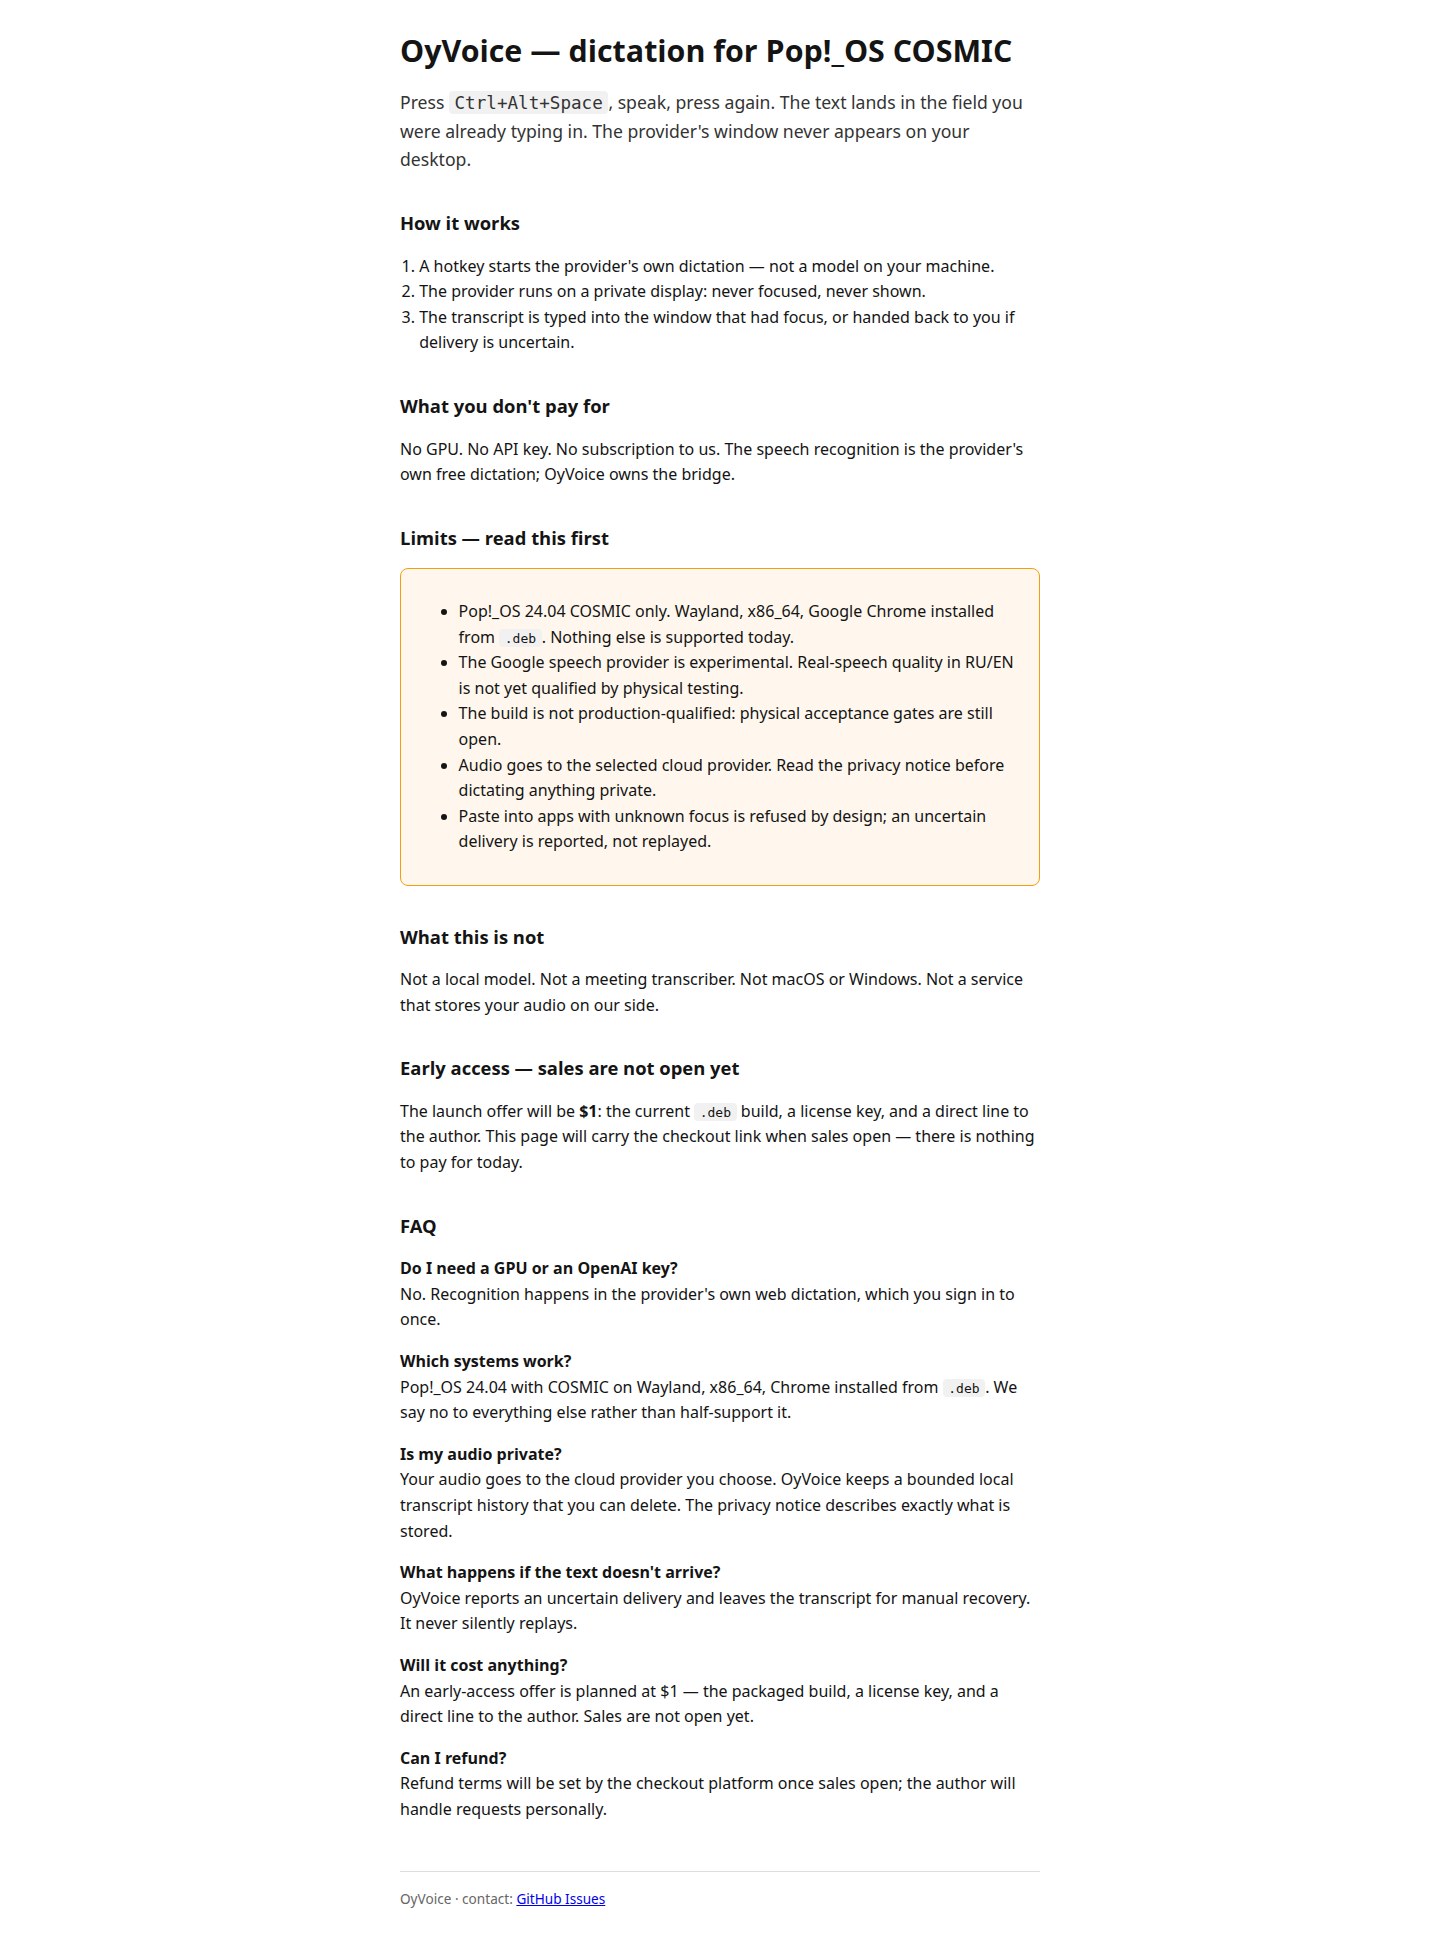 OyVoice — dictation for Pop!_OS COSMIC
Press Ctrl+Alt+Space, speak, press again. The text lands in the field you
were already typing in. The provider's window never appears on your
desktop.
How it works
1. A hotkey starts the provider's own dictation — not a model on your machine.
2. The provider runs on a private display: never focused, never shown.
3. The transcript is typed into the window that had focus, or handed back to you if
delivery is uncertain.
What you don't pay for
No GPU. No API key. No subscription to us. The speech recognition is the provider's
own free dictation; OyVoice owns the bridge.
Limits — read this first
• Pop!_OS 24.04 COSMIC only. Wayland, x86_64, Google Chrome installed
from .deb. Nothing else is supported today.
• The Google speech provider is experimental. Real-speech quality in RU/EN
is not yet qualified by physical testing.
• The build is not production-qualified: physical acceptance gates are still
open.
• Audio goes to the selected cloud provider. Read the privacy notice before
dictating anything private.
• Paste into apps with unknown focus is refused by design; an uncertain
delivery is reported, not replayed.
What this is not
Not a local model. Not a meeting transcriber. Not macOS or Windows. Not a service
that stores your audio on our side.
Early access — sales are not open yet
The launch offer will be $1: the current .deb build, a license key, and a direct line to
the author. This page will carry the checkout link when sales open — there is nothing
to pay for today.
FAQ
Do I need a GPU or an OpenAI key?
No. Recognition happens in the provider's own web dictation, which you sign in to
once.
Which systems work?
Pop!_OS 24.04 with COSMIC on Wayland, x86_64, Chrome installed from .deb. We
say no to everything else rather than half-support it.
Is my audio private?
Your audio goes to the cloud provider you choose. OyVoice keeps a bounded local
transcript history that you can delete. The privacy notice describes exactly what is
stored.
What happens if the text doesn't arrive?
OyVoice reports an uncertain delivery and leaves the transcript for manual recovery.
It never silently replays.
Will it cost anything?
An early-access offer is planned at $1 — the packaged build, a license key, and a
direct line to the author. Sales are not open yet.
Can I refund?
Refund terms will be set by the checkout platform once sales open; the author will
handle requests personally.
OyVoice · contact: GitHub Issues